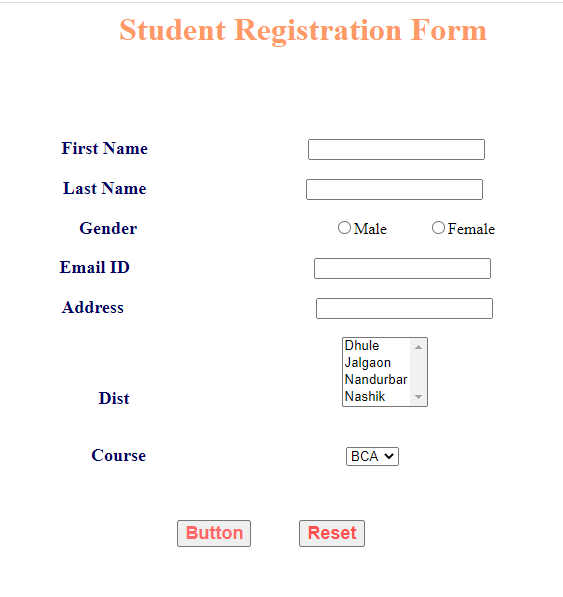 Student Registration Form
First Name
Last Name
Gender Male Female
Email ID
Address
Dhule
Jalgaon
Nandurbar
Nashik
Dist
Course BCA
Button Reset